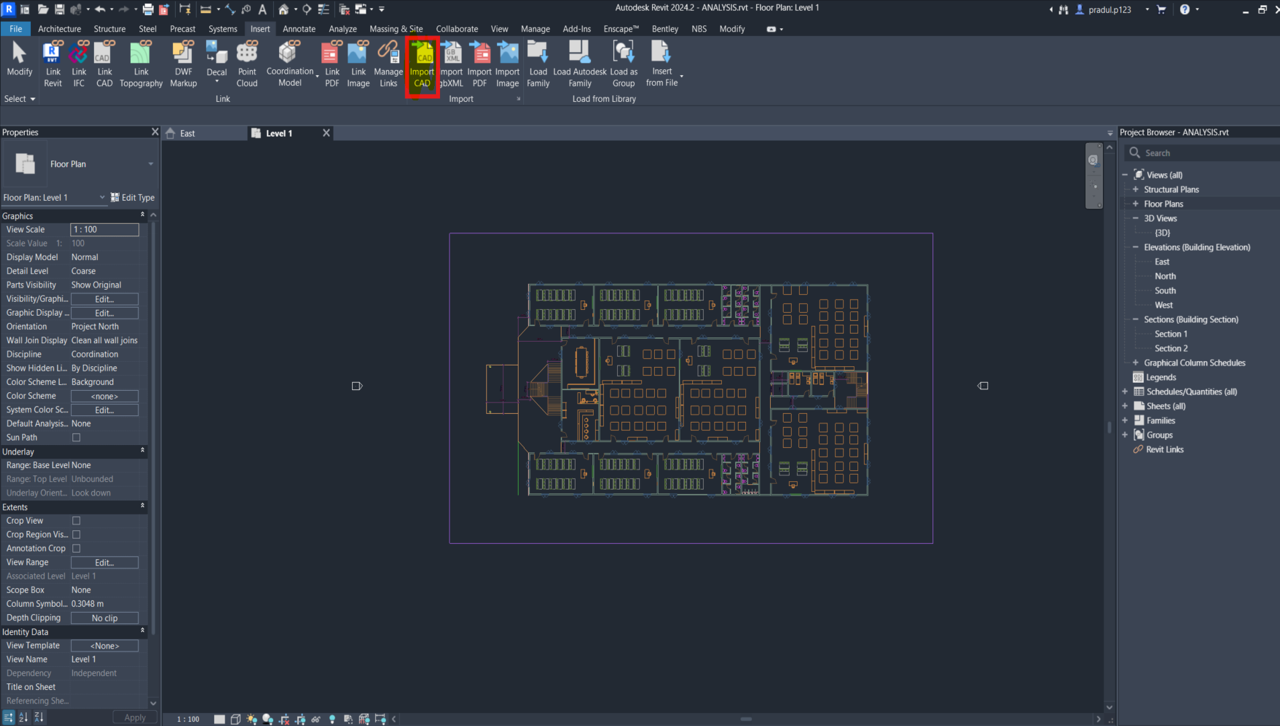 Autodesk Revit 2024.2 - ANALYSIS.rvt - Floor Plan: Level 1
pradul.p123
File Architecture Structure Steel Precast Systems Insert Annotate Analyze Massing & Site Collaborate View Manage Add-Ins Enscape™ Bentley NBS Modify
Modify
Link Revit
Link IFC
Link CAD
Link Topography
DWF Markup
Decal
Point Cloud
Coordination Model
Link PDF
Link Image
Manage Links
Import CAD
Import gbXML
Import PDF
Import Image
Load Family
Load Autodesk Family
Load as Group
Insert from File
Select
Link
Import
Load from Library
Properties
East
Level 1
Project Browser - ANALYSIS.rvt
Floor Plan
Floor Plan: Level 1 Edit Type
Graphics
View Scale 1 : 100
Scale Value 1: 100
Display Model Normal
Detail Level Coarse
Parts Visibility Show Original
Visibility/Graphi... Edit...
Graphic Display ... Edit...
Orientation Project North
Wall Join Display Clean all wall joins
Discipline Coordination
Show Hidden Li... By Discipline
Color Scheme L... Background
Color Scheme <none>
System Color Sc... Edit...
Default Analysis... None
Sun Path
Underlay
Range: Base Level None
Range: Top Level Unbounded
Underlay Orient... Look down
Extents
Crop View
Crop Region Vis...
Annotation Crop
View Range Edit...
Associated Level Level 1
Scope Box None
Column Symbol... 0.3048 m
Depth Clipping No clip
Identity Data
View Template <None>
View Name Level 1
Dependency Independent
Title on Sheet
Referencing She...
Apply
1 : 100
Search
Views (all)
Structural Plans
Floor Plans
3D Views
{3D}
Elevations (Building Elevation)
East
North
South
West
Sections (Building Section)
Section 1
Section 2
Graphical Column Schedules
Legends
Schedules/Quantities (all)
Sheets (all)
Families
Groups
Revit Links